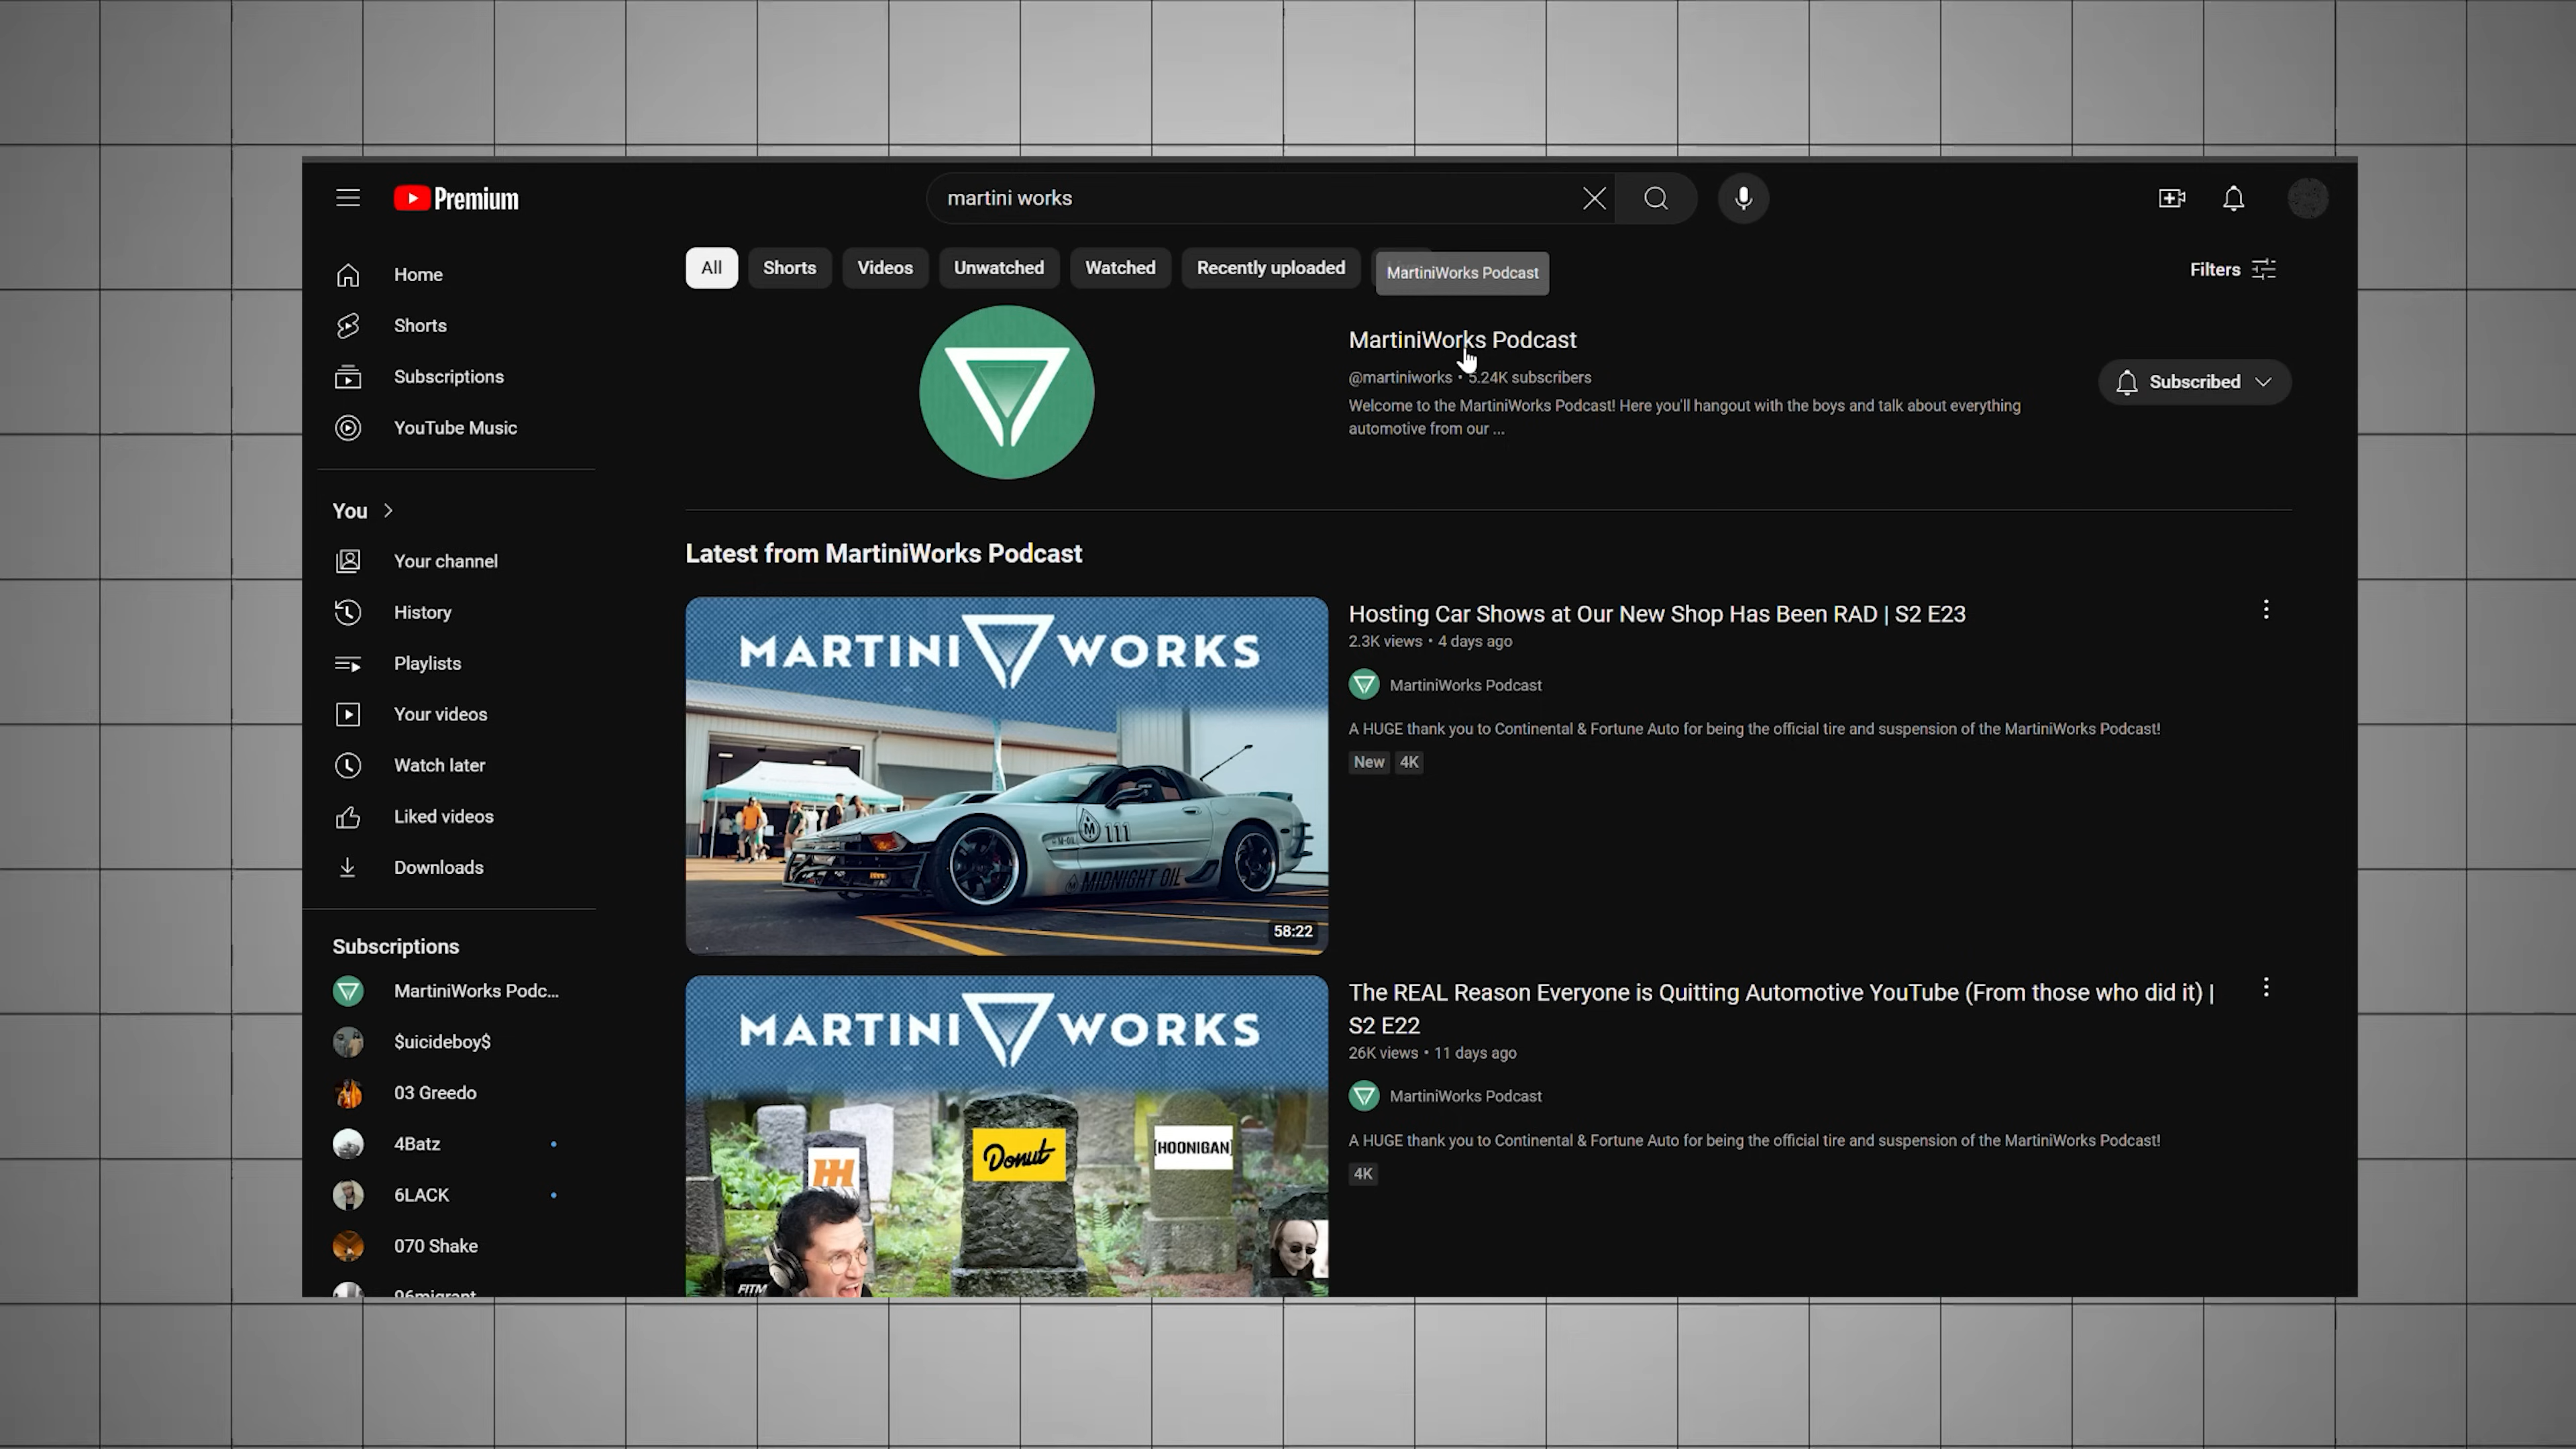 Premium
martini works
All
Shorts
Videos
Unwatched
Watched
Recently uploaded
MartiniWorks Podcast
Filters
Home
Shorts
Subscriptions
YouTube Music
You
Your channel
History
Playlists
Your videos
Watch later
Liked videos
Downloads
Subscriptions
MartiniWorks Podc...
$uicideboy$
03 Greedo
4Batz
6LACK
070 Shake
96migrant
MartiniWorks Podcast
@martiniworks • 5.24K subscribers
Welcome to the MartiniWorks Podcast! Here you'll hangout with the boys and talk about everything
automotive from our ...
Subscribed
Latest from MartiniWorks Podcast
MARTINI WORKS
M 111
MIDNIGHT OIL
58:22
Hosting Car Shows at Our New Shop Has Been RAD | S2 E23
2.3K views • 4 days ago
MartiniWorks Podcast
A HUGE thank you to Continental & Fortune Auto for being the official tire and suspension of the MartiniWorks Podcast!
New
4K
MARTINI WORKS
HH
Donut
[HOONIGAN]
FITM
The REAL Reason Everyone is Quitting Automotive YouTube (From those who did it) |
S2 E22
26K views • 11 days ago
MartiniWorks Podcast
A HUGE thank you to Continental & Fortune Auto for being the official tire and suspension of the MartiniWorks Podcast!
4K